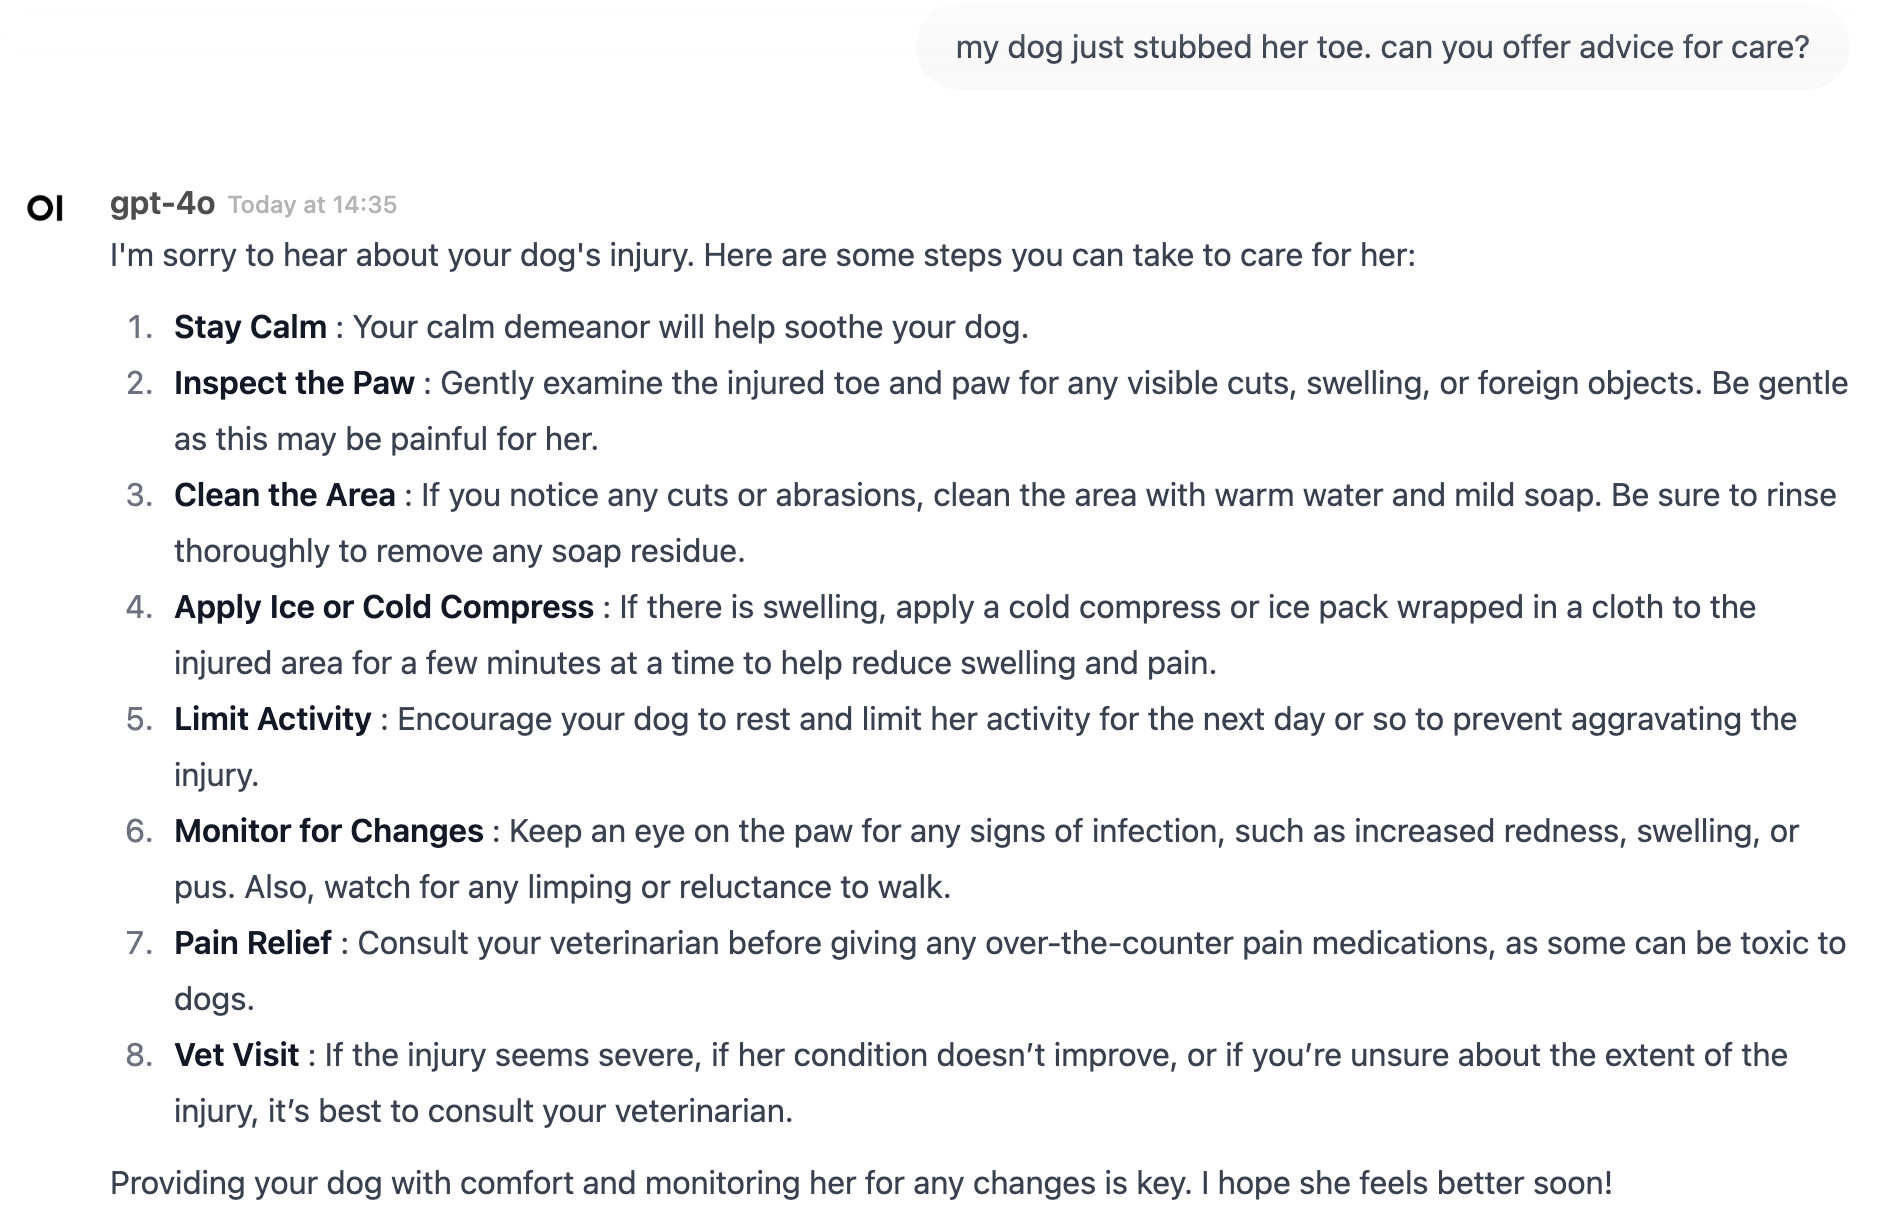 my dog just stubbed her toe. can you offer advice for care?
OI
gpt-4o Today at 14:35
I'm sorry to hear about your dog's injury. Here are some steps you can take to care for her:
1. Stay Calm : Your calm demeanor will help soothe your dog.
2. Inspect the Paw : Gently examine the injured toe and paw for any visible cuts, swelling, or foreign objects. Be gentle
as this may be painful for her.
3. Clean the Area : If you notice any cuts or abrasions, clean the area with warm water and mild soap. Be sure to rinse
thoroughly to remove any soap residue.
4. Apply Ice or Cold Compress : If there is swelling, apply a cold compress or ice pack wrapped in a cloth to the
injured area for a few minutes at a time to help reduce swelling and pain.
5. Limit Activity : Encourage your dog to rest and limit her activity for the next day or so to prevent aggravating the
injury.
6. Monitor for Changes : Keep an eye on the paw for any signs of infection, such as increased redness, swelling, or
pus. Also, watch for any limping or reluctance to walk.
7. Pain Relief : Consult your veterinarian before giving any over-the-counter pain medications, as some can be toxic to
dogs.
8. Vet Visit : If the injury seems severe, if her condition doesn’t improve, or if you’re unsure about the extent of the
injury, it’s best to consult your veterinarian.
Providing your dog with comfort and monitoring her for any changes is key. I hope she feels better soon!